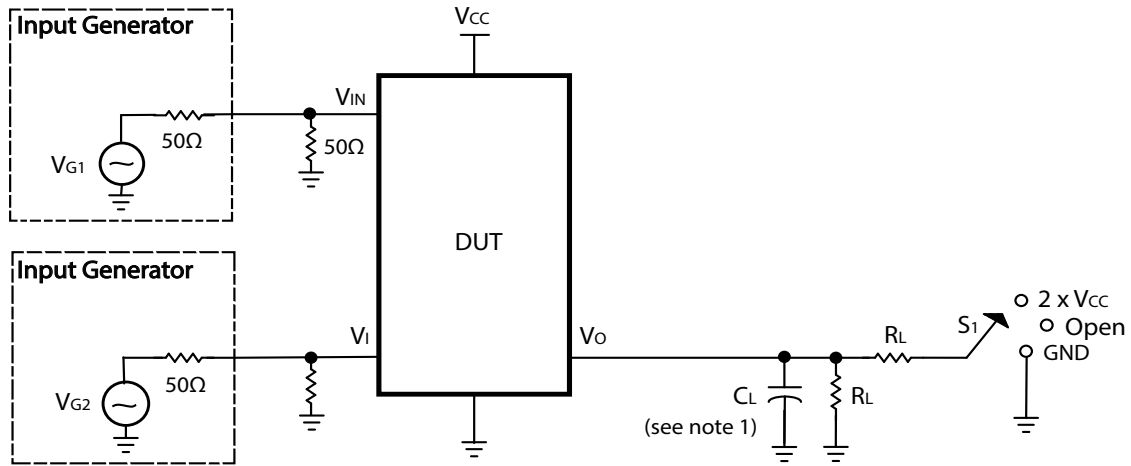 Input Generator
VCC
VIN
50Ω
50Ω
VG1
DUT
Input Generator
VI
VO
50Ω
VG2
RL
S1
2 x VCC
Open
GND
CL
RL
(see note 1)